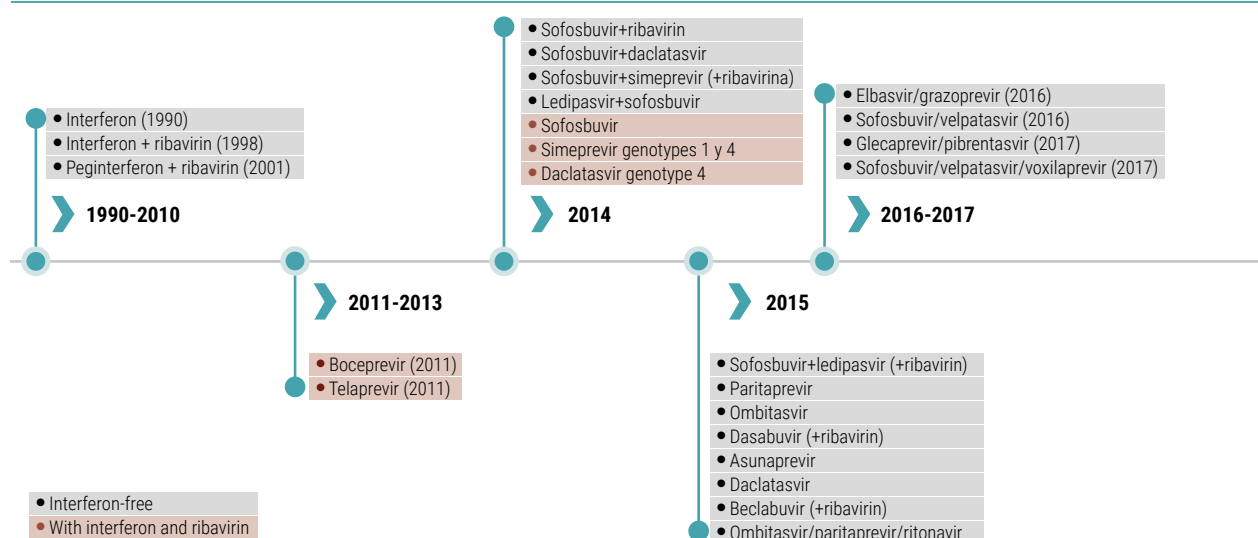 • Interferon (1990)
• Interferon + ribavirin (1998)
• Peginterferon + ribavirin (2001)
1990-2010
• Boceprevir (2011)
• Telaprevir (2011)
2011-2013
• Sofosbuvir+ribavirin
• Sofosbuvir+daclatasvir
• Sofosbuvir+simeprevir (+ribavirina)
• Ledipasvir+sofosbuvir
• Sofosbuvir
• Simeprevir genotypes 1 y 4
• Daclatasvir genotype 4
2014
2015
• Sofosbuvir+ledipasvir (+ribavirin)
• Paritaprevir
• Ombitasvir
• Dasabuvir (+ribavirin)
• Asunaprevir
• Daclatasvir
• Beclabuvir (+ribavirin)
• Ombitasvir/paritaprevir/ritonavir
• Elbasvir/grazoprevir (2016)
• Sofosbuvir/velpatasvir (2016)
• Glecaprevir/pibrentasvir (2017)
• Sofosbuvir/velpatasvir/voxilaprevir (2017)
2016-2017
• Interferon-free
• With interferon and ribavirin